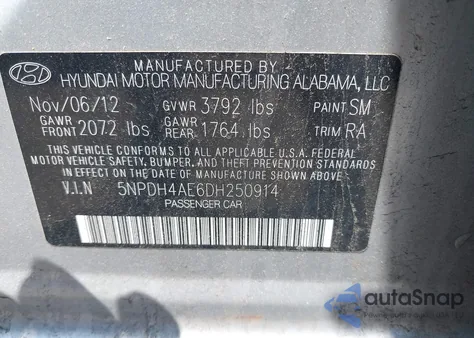 MANUFACTURED BY
HYUNDAI MOTOR MANUFACTURING ALABAMA, LLC
Nov/06/12 GVWR 3792 lbs PAINT SM
GAWR FRONT 2072 lbs GAWR REAR 1764 lbs TRIM RA
THIS VEHICLE CONFORMS TO ALL APPLICABLE U.S. FEDERAL
MOTOR VEHICLE SAFETY, BUMPER, AND THEFT PREVENTION STANDARDS
IN EFFECT ON THE DATE OF MANUFACTURE SHOWN ABOVE.
V.I.N 5NPDH4AE6DH250914
PASSENGER CAR
autoSnap